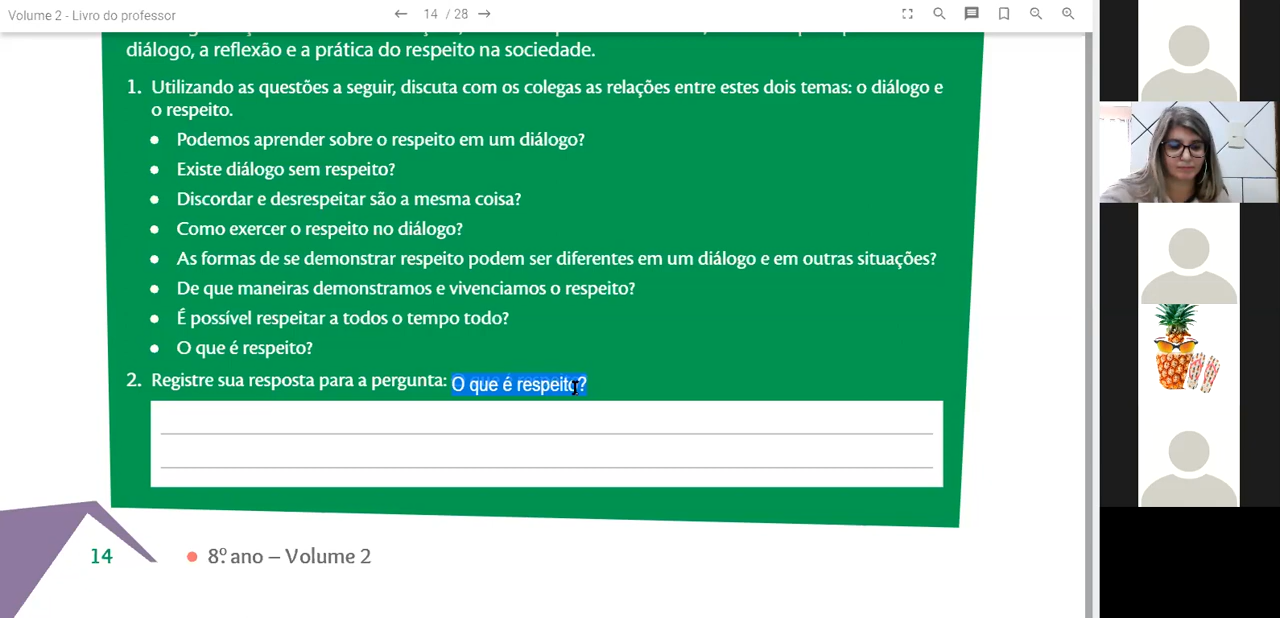 Volume 2 - Livro do professor
14 / 28
diálogo, a reflexão e a prática do respeito na sociedade.
1. Utilizando as questões a seguir, discuta com os colegas as relações entre estes dois temas: o diálogo e
o respeito.
• Podemos aprender sobre o respeito em um diálogo?
• Existe diálogo sem respeito?
• Discordar e desrespeitar são a mesma coisa?
• Como exercer o respeito no diálogo?
• As formas de se demonstrar respeito podem ser diferentes em um diálogo e em outras situações?
• De que maneiras demonstramos e vivenciamos o respeito?
• É possível respeitar a todos o tempo todo?
• O que é respeito?
2. Registre sua resposta para a pergunta: O que é respeito?
14 • 8º. ano – Volume 2